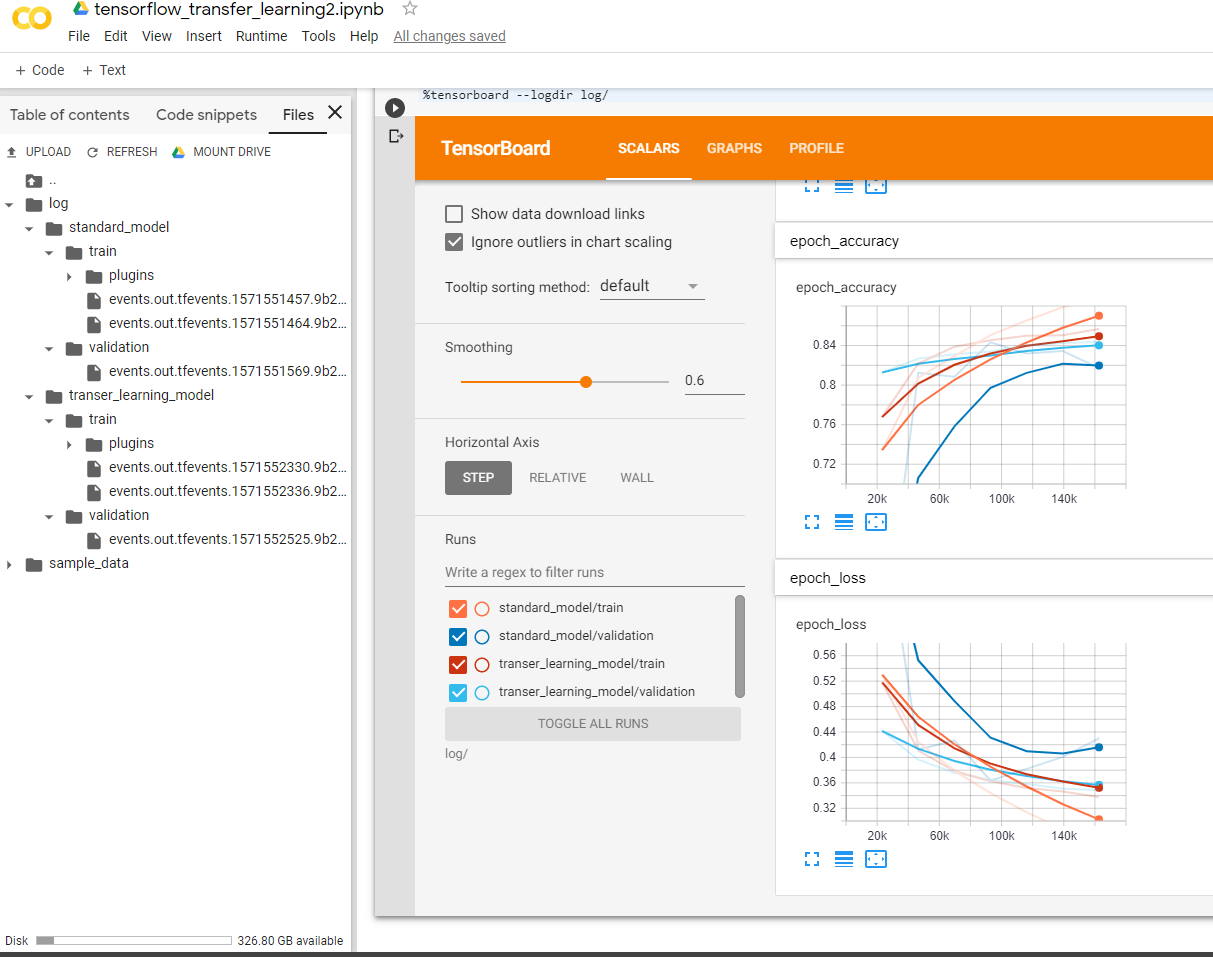 tensorflow_transfer_learning2.ipynb
File Edit View Insert Runtime Tools Help All changes saved
+ Code + Text
Table of contents Code snippets Files
UPLOAD REFRESH MOUNT DRIVE
..
log
standard_model
train
plugins
events.out.tfevents.1571551457.9b2...
events.out.tfevents.1571551464.9b2...
validation
events.out.tfevents.1571551569.9b2...
transer_learning_model
train
plugins
events.out.tfevents.1571552330.9b2...
events.out.tfevents.1571552336.9b2...
validation
events.out.tfevents.1571552525.9b2...
sample_data
Disk 326.80 GB available
%tensorboard --logdir log/
TensorBoard SCALARS GRAPHS PROFILE
Show data download links
Ignore outliers in chart scaling
Tooltip sorting method: default
Smoothing
0.6
Horizontal Axis
STEP RELATIVE WALL
Runs
Write a regex to filter runs
standard_model/train
standard_model/validation
transer_learning_model/train
transer_learning_model/validation
TOGGLE ALL RUNS
log/
epoch_accuracy
epoch_accuracy
0.84
0.8
0.76
0.72
20k 60k 100k 140k
epoch_loss
epoch_loss
0.56
0.52
0.48
0.44
0.4
0.36
0.32
20k 60k 100k 140k